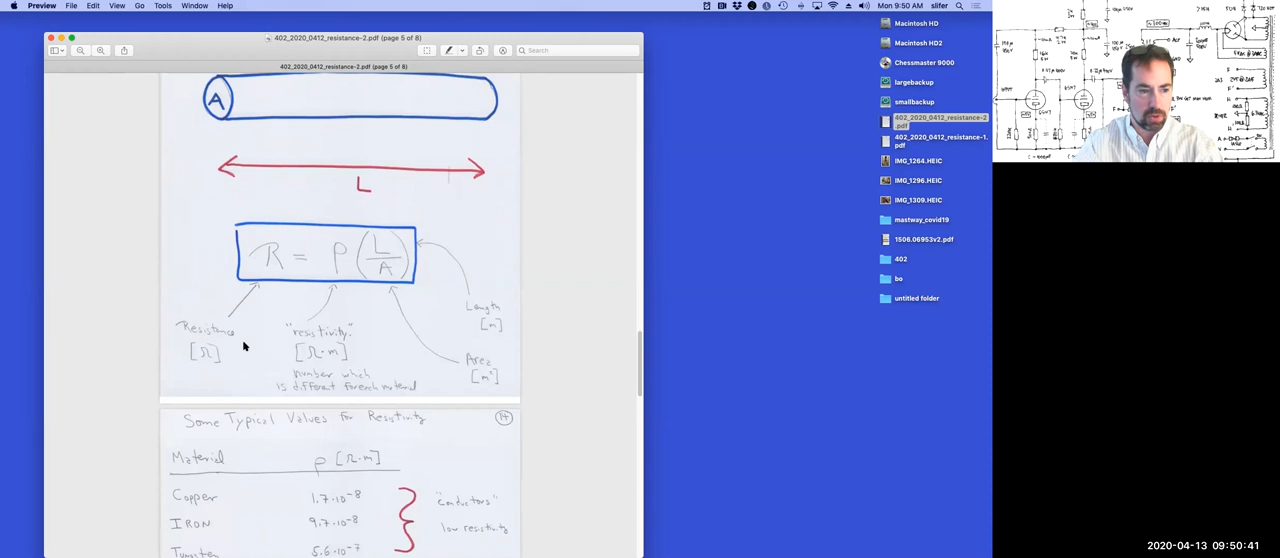 Preview File Edit View Go Tools Window Help
Mon 9:50 AM slifer
402_2020_0412_resistance-2.pdf (page 5 of 8)
Search
402_2020_0412_resistance-2.pdf (page 5 of 8)
A
L
R = ρ (L/A)
Length
[m]
Resistance
[Ω]
"resistivity"
[Ω·m]
number which
is different for each material
Area
[m²]
Some Typical Values for Resistivity
14
Material ρ [Ω·m]
Copper 1.7·10⁻⁸
"conductors"
IRON 9.7·10⁻⁸
low resistivity
Tungsten 5.6·10⁻⁷
Macintosh HD
Macintosh HD2
Chessmaster 9000
largebackup
smallbackup
402_2020_0412_resistance-2
.pdf
402_2020_0412_resistance-1.
pdf
IMG_1264.HEIC
IMG_1296.HEIC
IMG_1309.HEIC
mastway_covid19
1506.06953v2.pdf
402
bo
untitled folder
2020-04-13 09:50:41